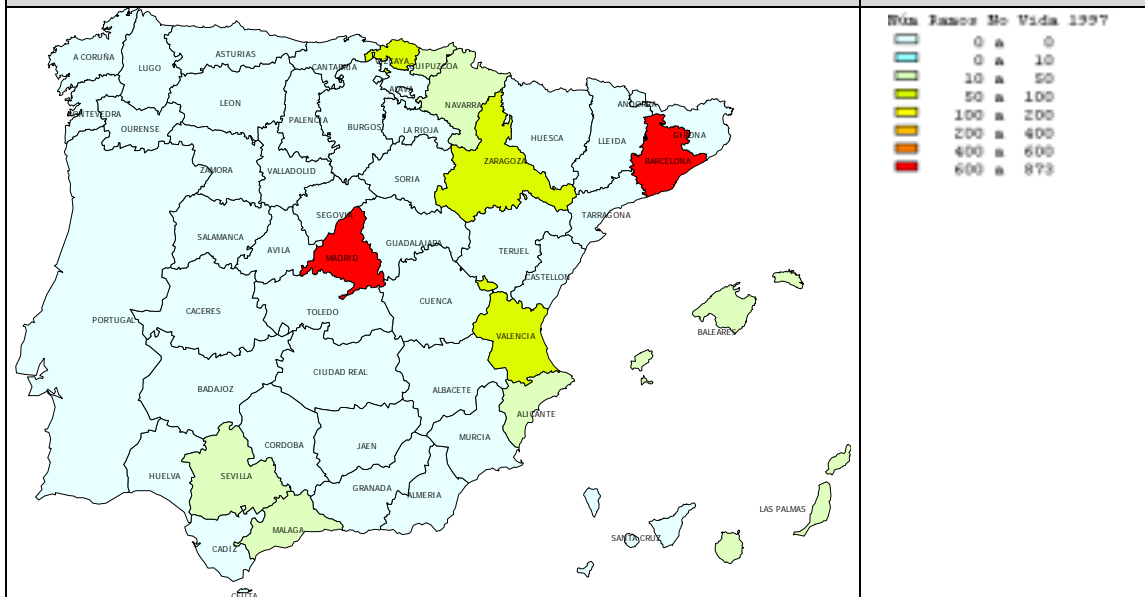 Núm Ramos No Vida 1997
0 a 0
0 a 10
10 a 50
50 a 100
100 a 200
200 a 400
400 a 600
600 a 873
A CORUÑA
LUGO
ASTURIAS
CANTABRIA
GUIPUZCOA
ALAVA
NAVARRA
ANDORRA
LEON
PALENCIA
BURGOS
LA RIOJA
HUESCA
LLEIDA
GIRONA
OURENSE
ZAMORA
VALLADOLID
SORIA
ZARAGOZA
BARCELONA
SEGOVIA
TARRAGONA
SALAMANCA
AVILA
GUADALAJARA
TERUEL
MADRID
CASTELLON
PORTUGAL
CACERES
TOLEDO
CUENCA
VALENCIA
BALEARES
BADAJOZ
CIUDAD REAL
ALBACETE
ALICANTE
CORDOBA
JAEN
MURCIA
HUELVA
SEVILLA
GRANADA
ALMERIA
LAS PALMAS
MALAGA
SANTA CRUZ
CADIZ
CEUTA